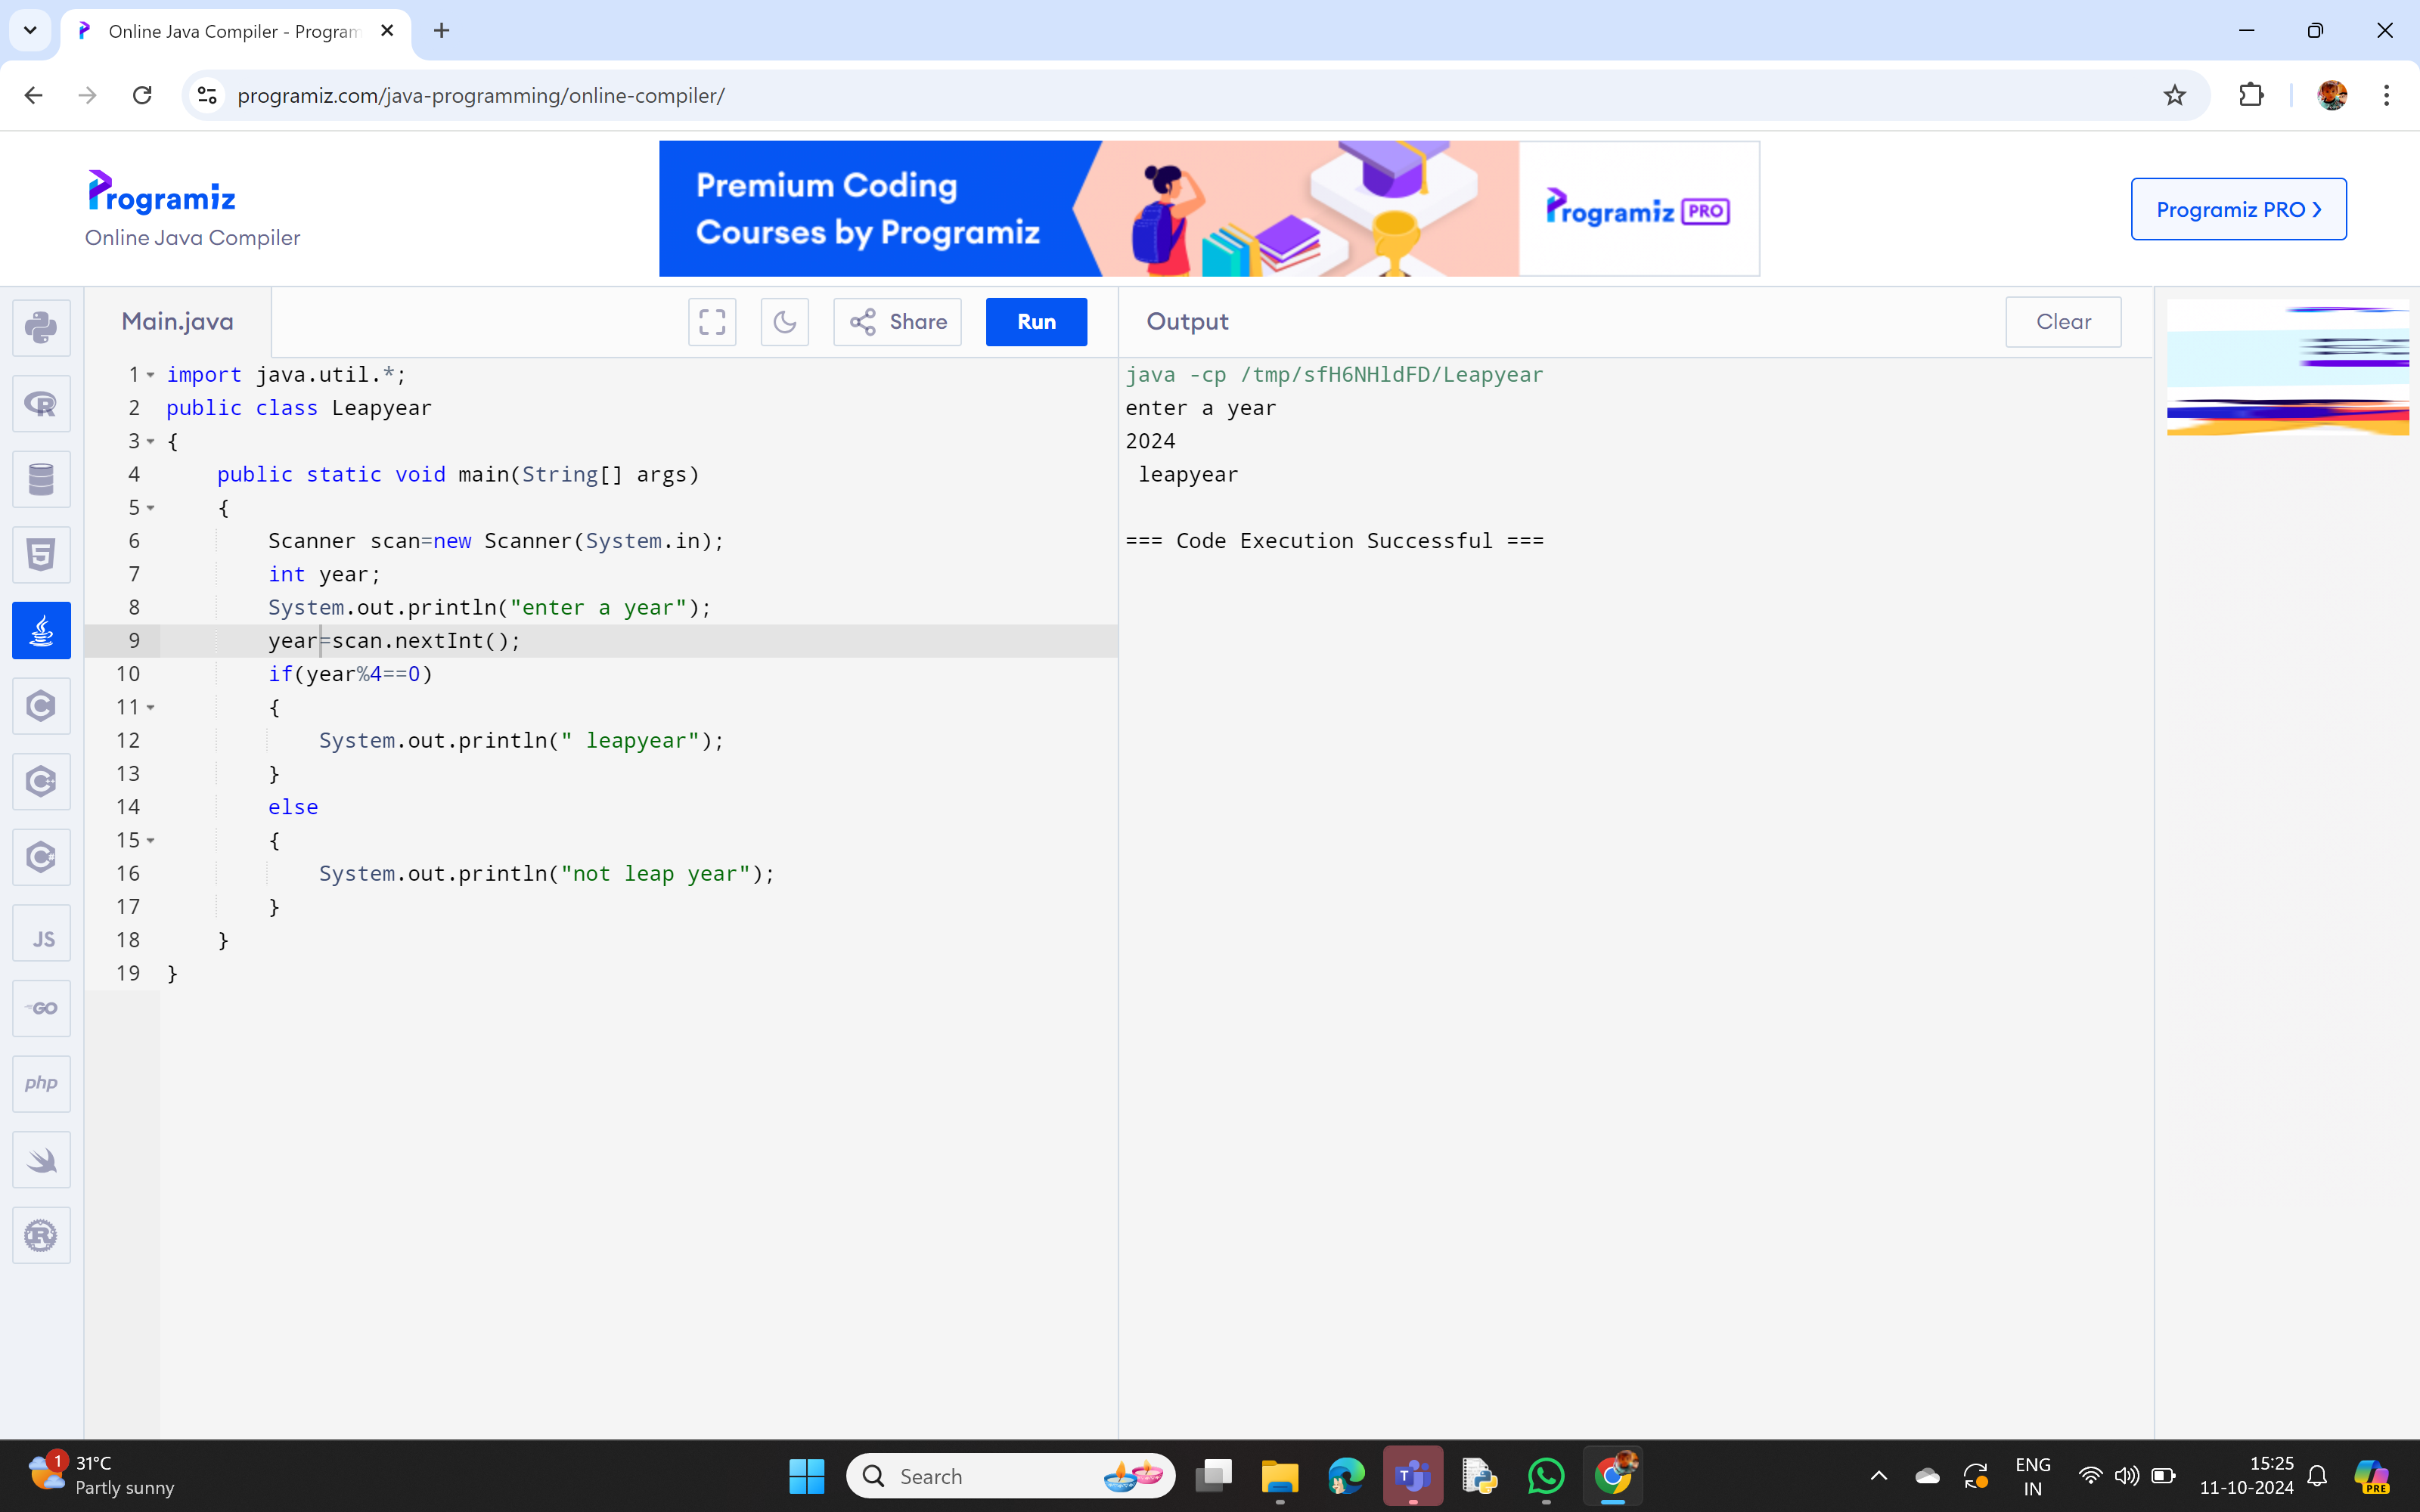 Online Java Compiler - Program
programiz.com/java-programming/online-compiler/
Programiz
Online Java Compiler
Premium Coding
Courses by Programiz
Programiz PRO
Programiz PRO ❯
Main.java
Share
Run
Output
Clear
1 import java.util.*;
2 public class Leapyear
3 {
4     public static void main(String[] args)
5     {
6         Scanner scan=new Scanner(System.in);
7         int year;
8         System.out.println("enter a year");
9         year=scan.nextInt();
10         if(year%4==0)
11         {
12             System.out.println(" leapyear");
13         }
14         else
15         {
16             System.out.println("not leap year");
17         }
18     }
19 }
java -cp /tmp/sfH6NHldFD/Leapyear
enter a year
2024
 leapyear
=== Code Execution Successful ===
R
5
C
C+
C#
JS
GO
php
R
1
31°C
Partly sunny
Search
T
ENG
IN
15:25
11-10-2024
PRE